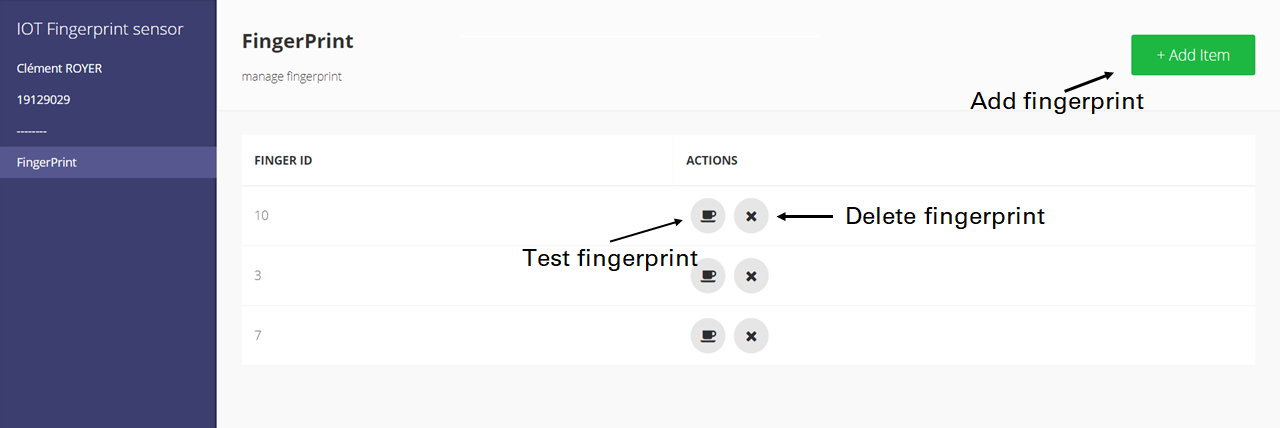 IOT Fingerprint sensor
Clément ROYER
19129029
--------
FingerPrint
FingerPrint
manage fingerprint
+ Add Item
Add fingerprint
FINGER ID
ACTIONS
10
Delete fingerprint
Test fingerprint
3
7